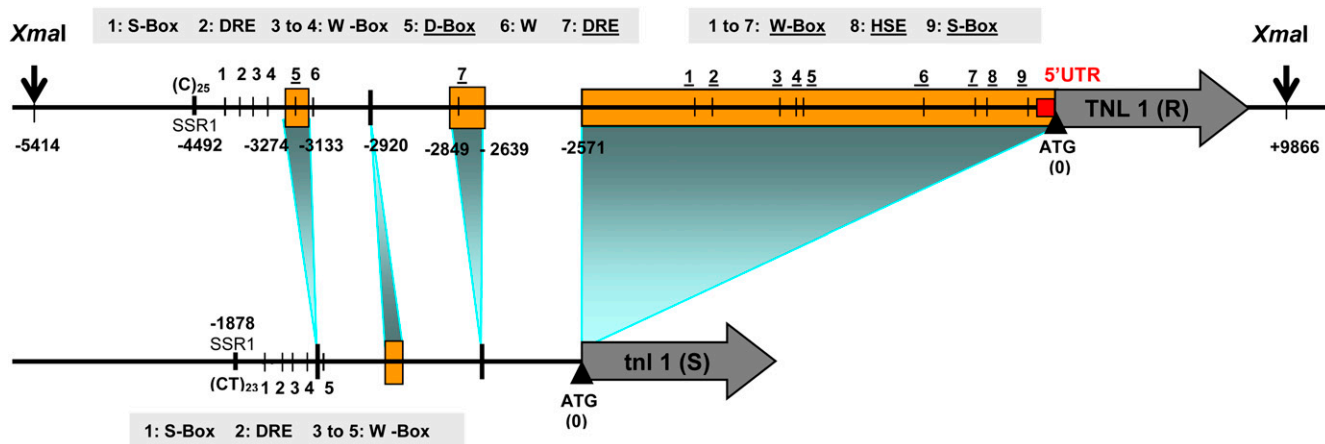 1: S-Box 2: DRE 3 to 4: W -Box 5: D-Box 6: W 7: DRE
1 to 7: W-Box 8: HSE 9: S-Box
XmaI
XmaI
(C)25 1 2 3 4 5 6 7 1 2 3 4 5 6 7 8 9 5'UTR
TNL 1 (R)
SSR1
-5414 -4492 -3274 -3133 -2920 -2849 - 2639 -2571 ATG +9866
(0)
-1878
SSR1
tnl 1 (S)
(CT)23 1 2 3 4 5
ATG
(0)
1: S-Box 2: DRE 3 to 5: W -Box